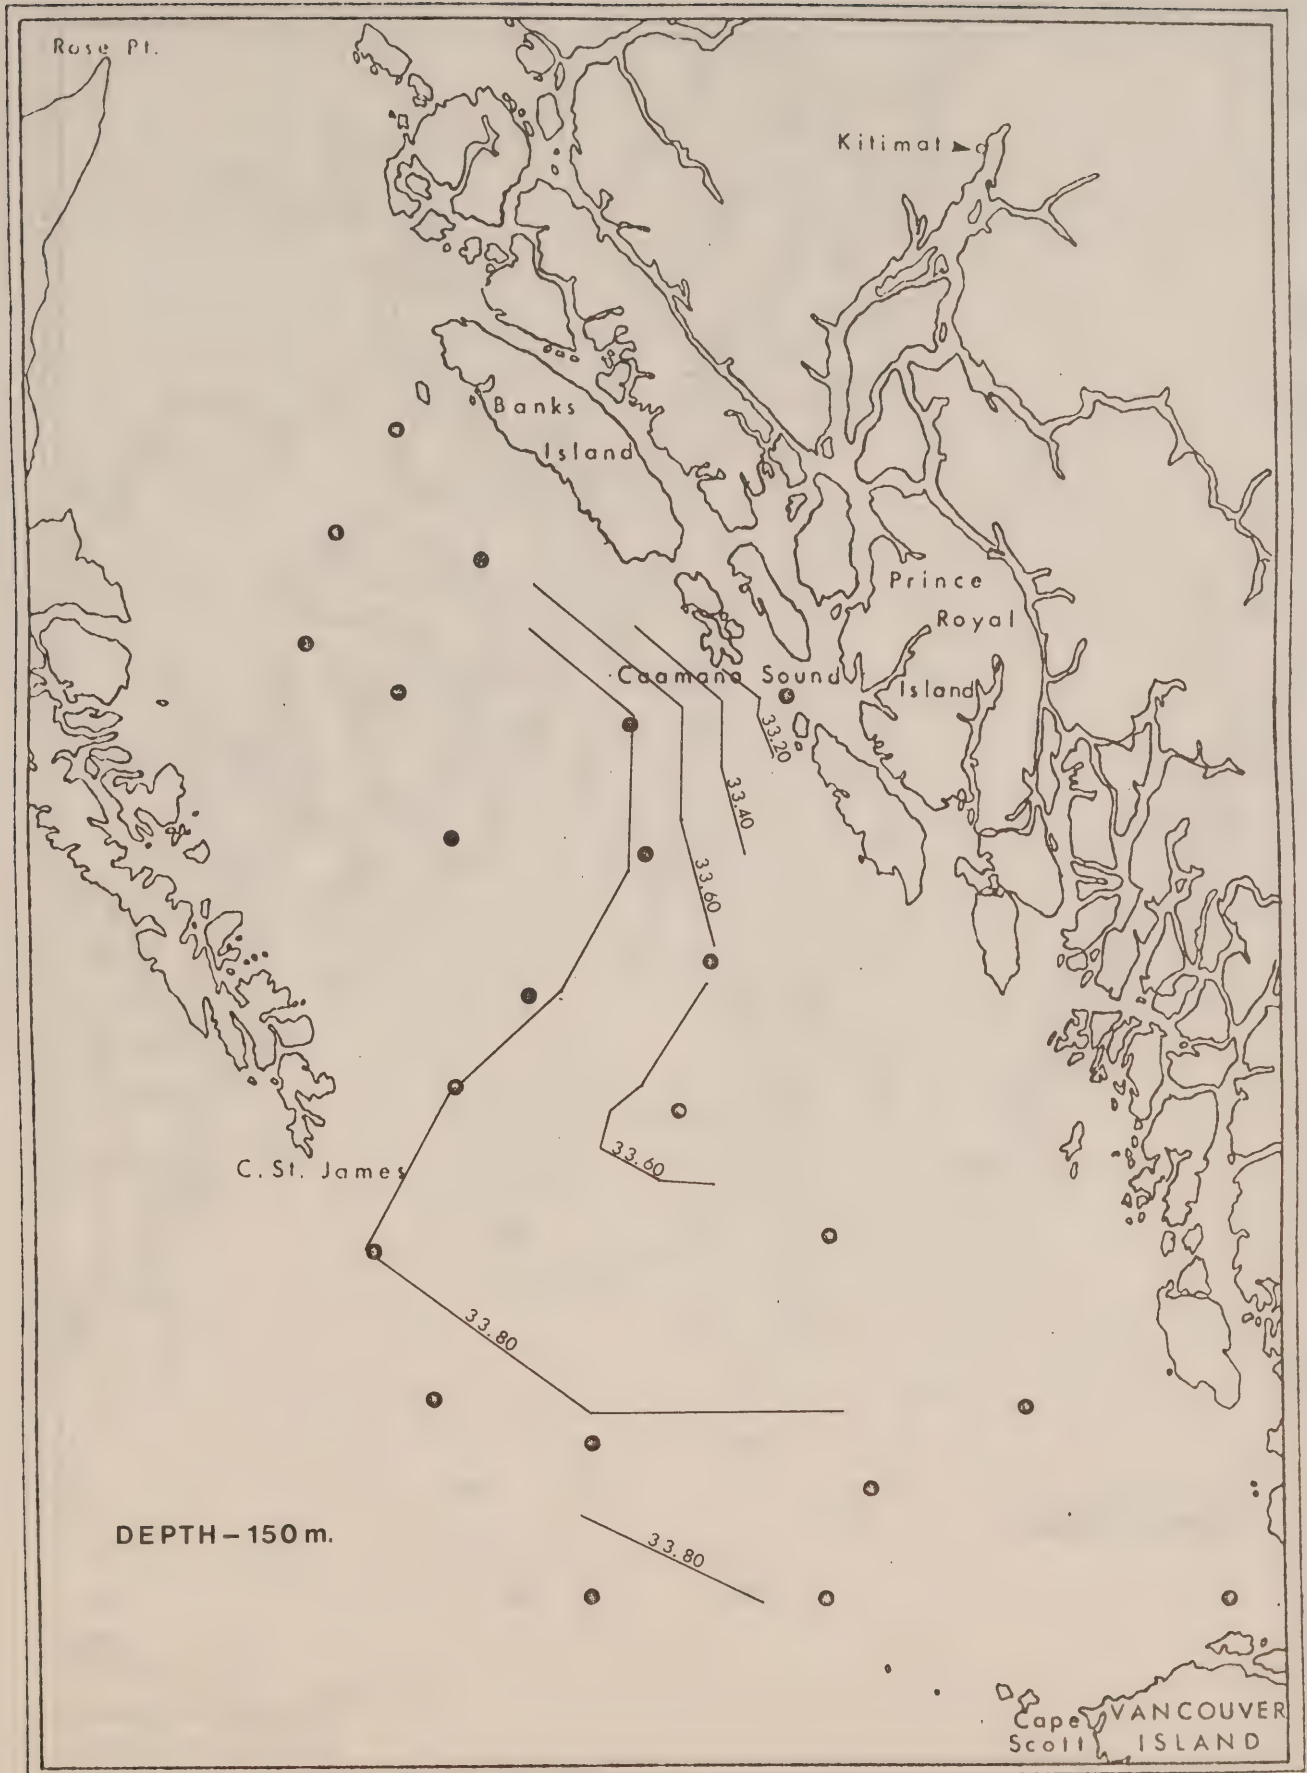 Rose Pt.
Kitimat
Banks
Island
Prince
Royal
Island
Caamano Sound
33.20
33.40
33.60
33.60
C. St. James
33.80
DEPTH – 150 m.
33.80
Cape
Scott
VANCOUVER
ISLAND